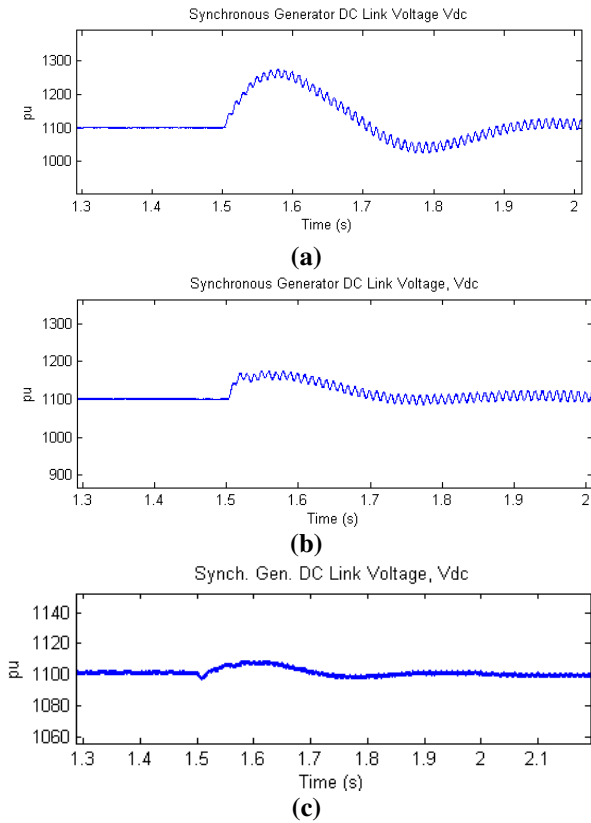 Synchronous Generator DC Link Voltage Vdc
1300
1200
1100
1000
pu
1.3 1.4 1.5 1.6 1.7 1.8 1.9 2
Time (s)
(a)
Synchronous Generator DC Link Voltage, Vdc
1300
1200
1100
1000
900
pu
1.3 1.4 1.5 1.6 1.7 1.8 1.9 2
Time (s)
(b)
Synch. Gen. DC Link Voltage, Vdc
1140
1120
1100
1080
1060
pu
1.3 1.4 1.5 1.6 1.7 1.8 1.9 2 2.1
Time (s)
(c)